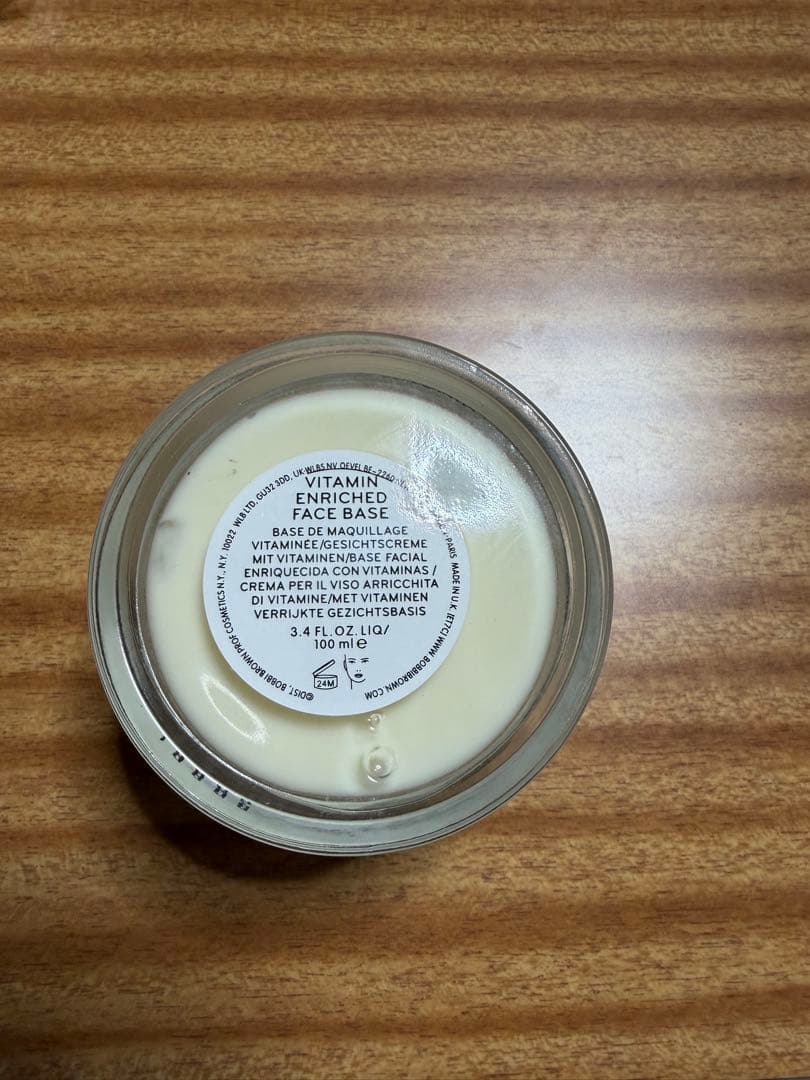 VITAMIN
ENRICHED
FACE BASE
BASE DE MAQUILLAGE
VITAMINÉE/GESICHTSCREME
MIT VITAMINEN/BASE FACIAL
ENRIQUECIDA CON VITAMINAS /
CREMA PER IL VISO ARRICCHITA
DI VITAMINE/MET VITAMINEN
VERRIJKTE GEZICHTSBASIS
3.4 FL. OZ. LIQ/
100 ml ℮
24M
©DIST. BOBBI BROWN PROF COSMETICS N.Y., N.Y. 10022 WLB LTD, GU32 3DD, UK·WLBS NV OEVEL BE-2260 PARIS MADE IN U.K. WWW.BOBBIBROWN.COM